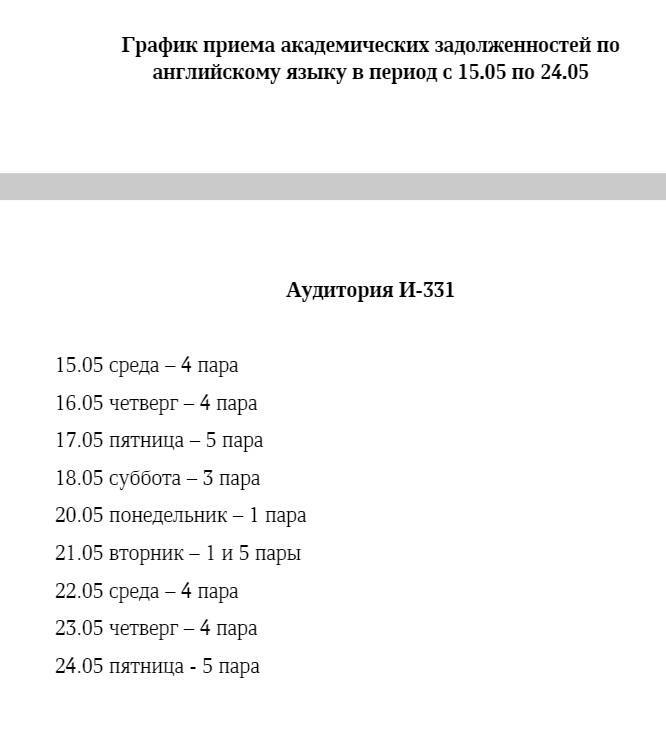 График приема академических задолженностей по
английскому языку в период с 15.05 по 24.05
Аудитория И-331
15.05 среда – 4 пара
16.05 четверг – 4 пара
17.05 пятница – 5 пара
18.05 суббота – 3 пара
20.05 понедельник – 1 пара
21.05 вторник – 1 и 5 пары
22.05 среда – 4 пара
23.05 четверг – 4 пара
24.05 пятница - 5 пара